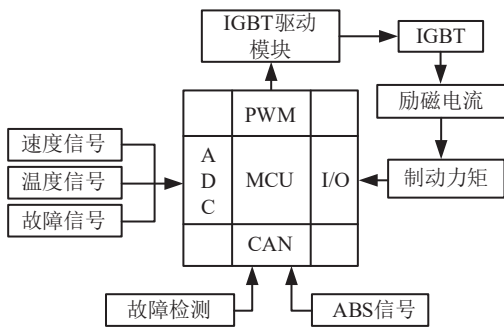 IGBT驱动
模块
IGBT
励磁电流
PWM
速度信号
温度信号
故障信号
A
D
C
MCU
I/O
制动力矩
CAN
故障检测
ABS信号